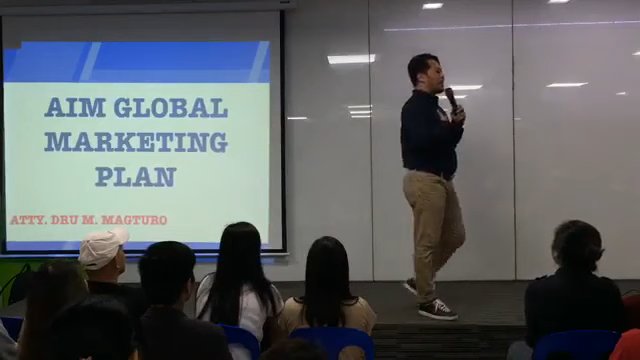 AIM GLOBAL
MARKETING
PLAN
ATTY. DRU M. MAGTURO